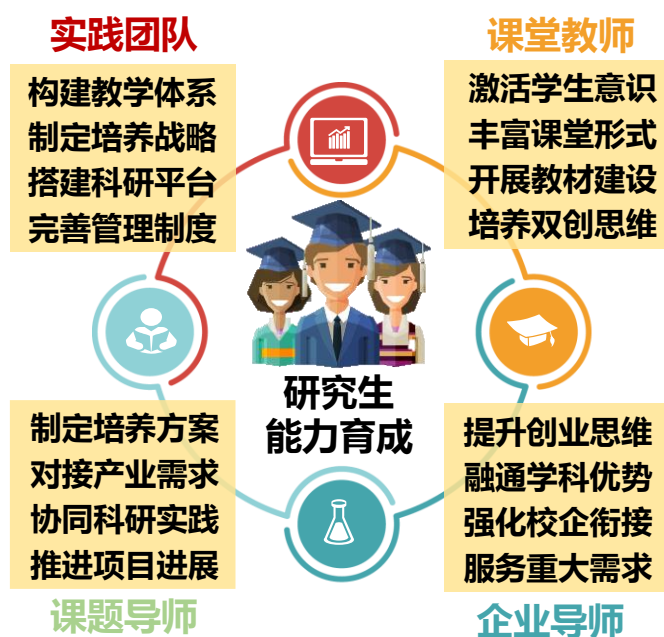 实践团队
构建教学体系
制定培养战略
搭建科研平台
完善管理制度
课堂教师
激活学生意识
丰富课堂形式
开展教材建设
培养双创思维
研究生
能力育成
制定培养方案
对接产业需求
协同科研实践
推进项目进展
课题导师
提升创业思维
融通学科优势
强化校企衔接
服务重大需求
企业导师